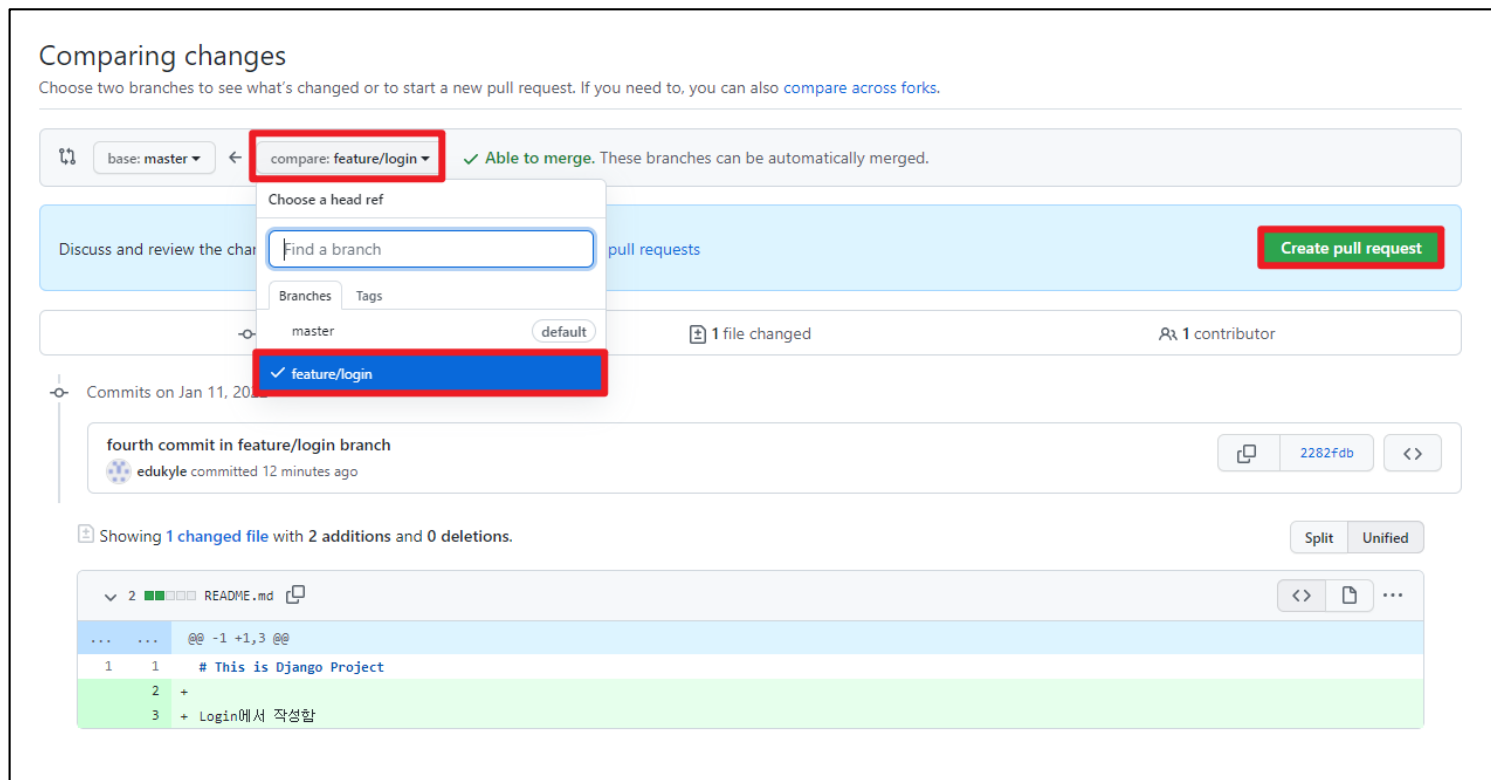 Comparing changes
Choose two branches to see what's changed or to start a new pull request. If you need to, you can also compare across forks.
base: master ← compare: feature/login ✓ Able to merge. These branches can be automatically merged.
Choose a head ref
Discuss and review the Find a branch pull requests Create pull request
Branches Tags
master default
1 file changed 1 contributor
✓ feature/login
Commits on Jan 11,
fourth commit in feature/login branch
edukyle committed 12 minutes ago
2282fdb <>
Showing 1 changed file with 2 additions and 0 deletions.
Split Unified
2 README.md <> ...
... ... @@ -1 +1,3 @@
1 1 # This is Django Project
2 +
3 + Login에서 작성함